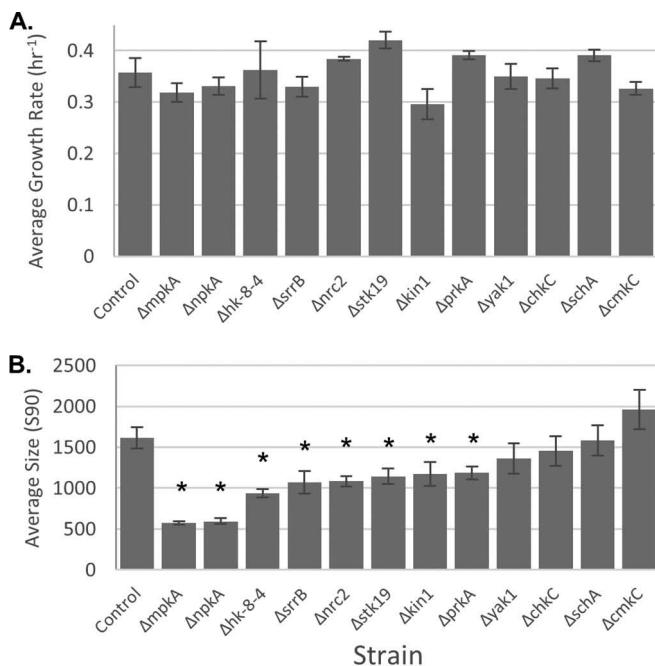 A.
Average Growth Rate (hr⁻¹)
0.4
0.3
0.2
0.1
0
Control ΔmpkA ΔnpkA Δhk-8-4 ΔsrrB Δnrc2 Δstk19 Δkin1 ΔprkA Δyak1 ΔchkC ΔschA ΔcmkC
B.
Average Size (S90)
2500
2000
1500
1000
500
0
* * * * * * * *
Control ΔmpkA ΔnpkA Δhk-8-4 ΔsrrB Δnrc2 Δstk19 Δkin1 ΔprkA Δyak1 ΔchkC ΔschA ΔcmkC
Strain